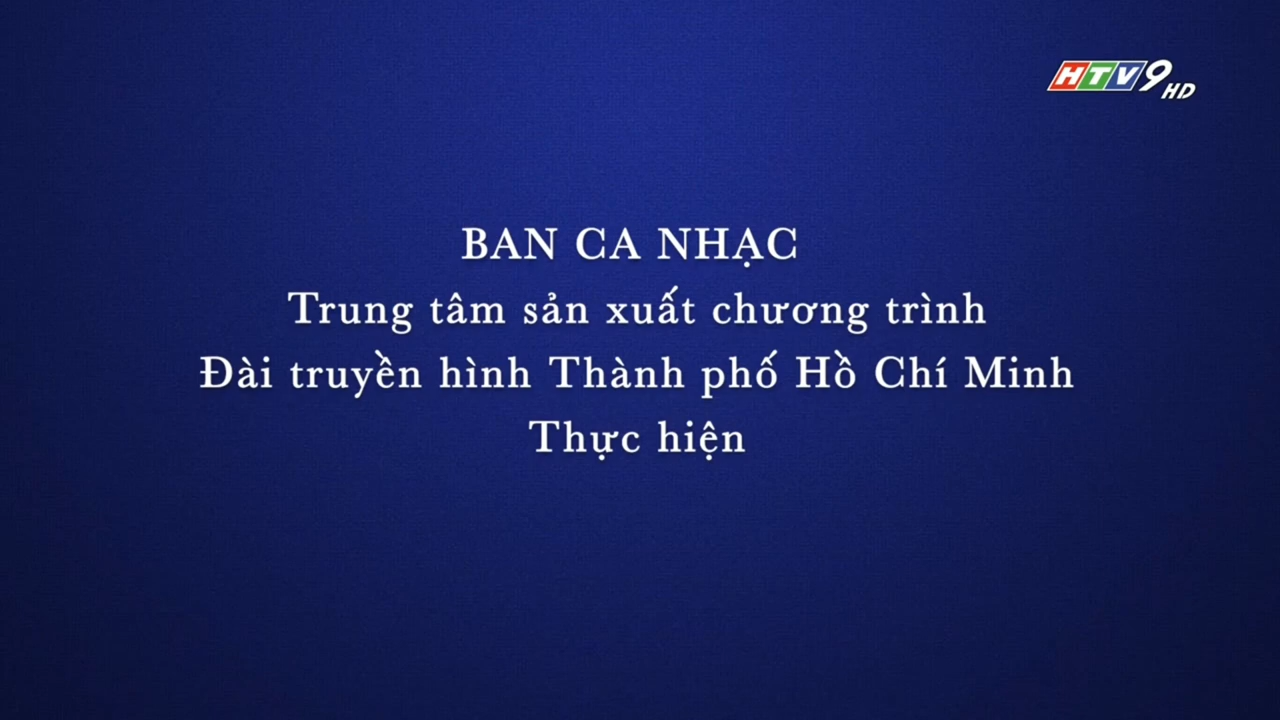 HTV9 HD
BAN CA NHẠC
Trung tâm sản xuất chương trình
Đài truyền hình Thành phố Hồ Chí Minh
Thực hiện